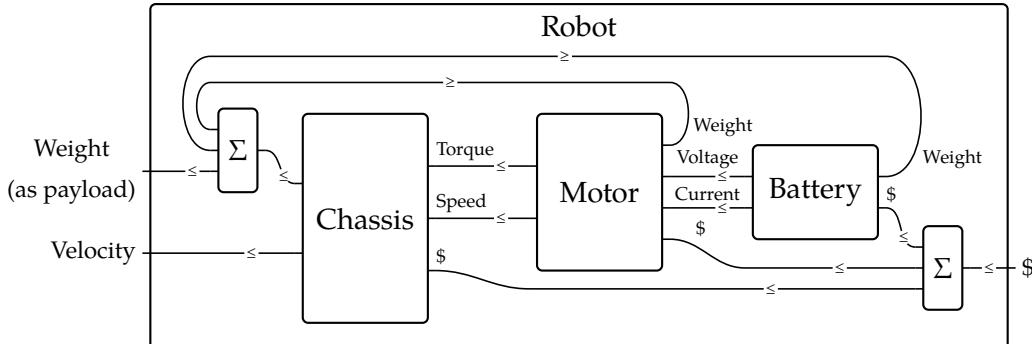 Robot
≥
≥
Weight
(as payload)
≤
Σ
≤
Velocity
≤
Chassis
Torque
≤
Speed
≤
$
≤
Motor
Weight
Voltage
≤
Current
≤
$
≤
Battery
Weight
$
≤
Σ
≤
$